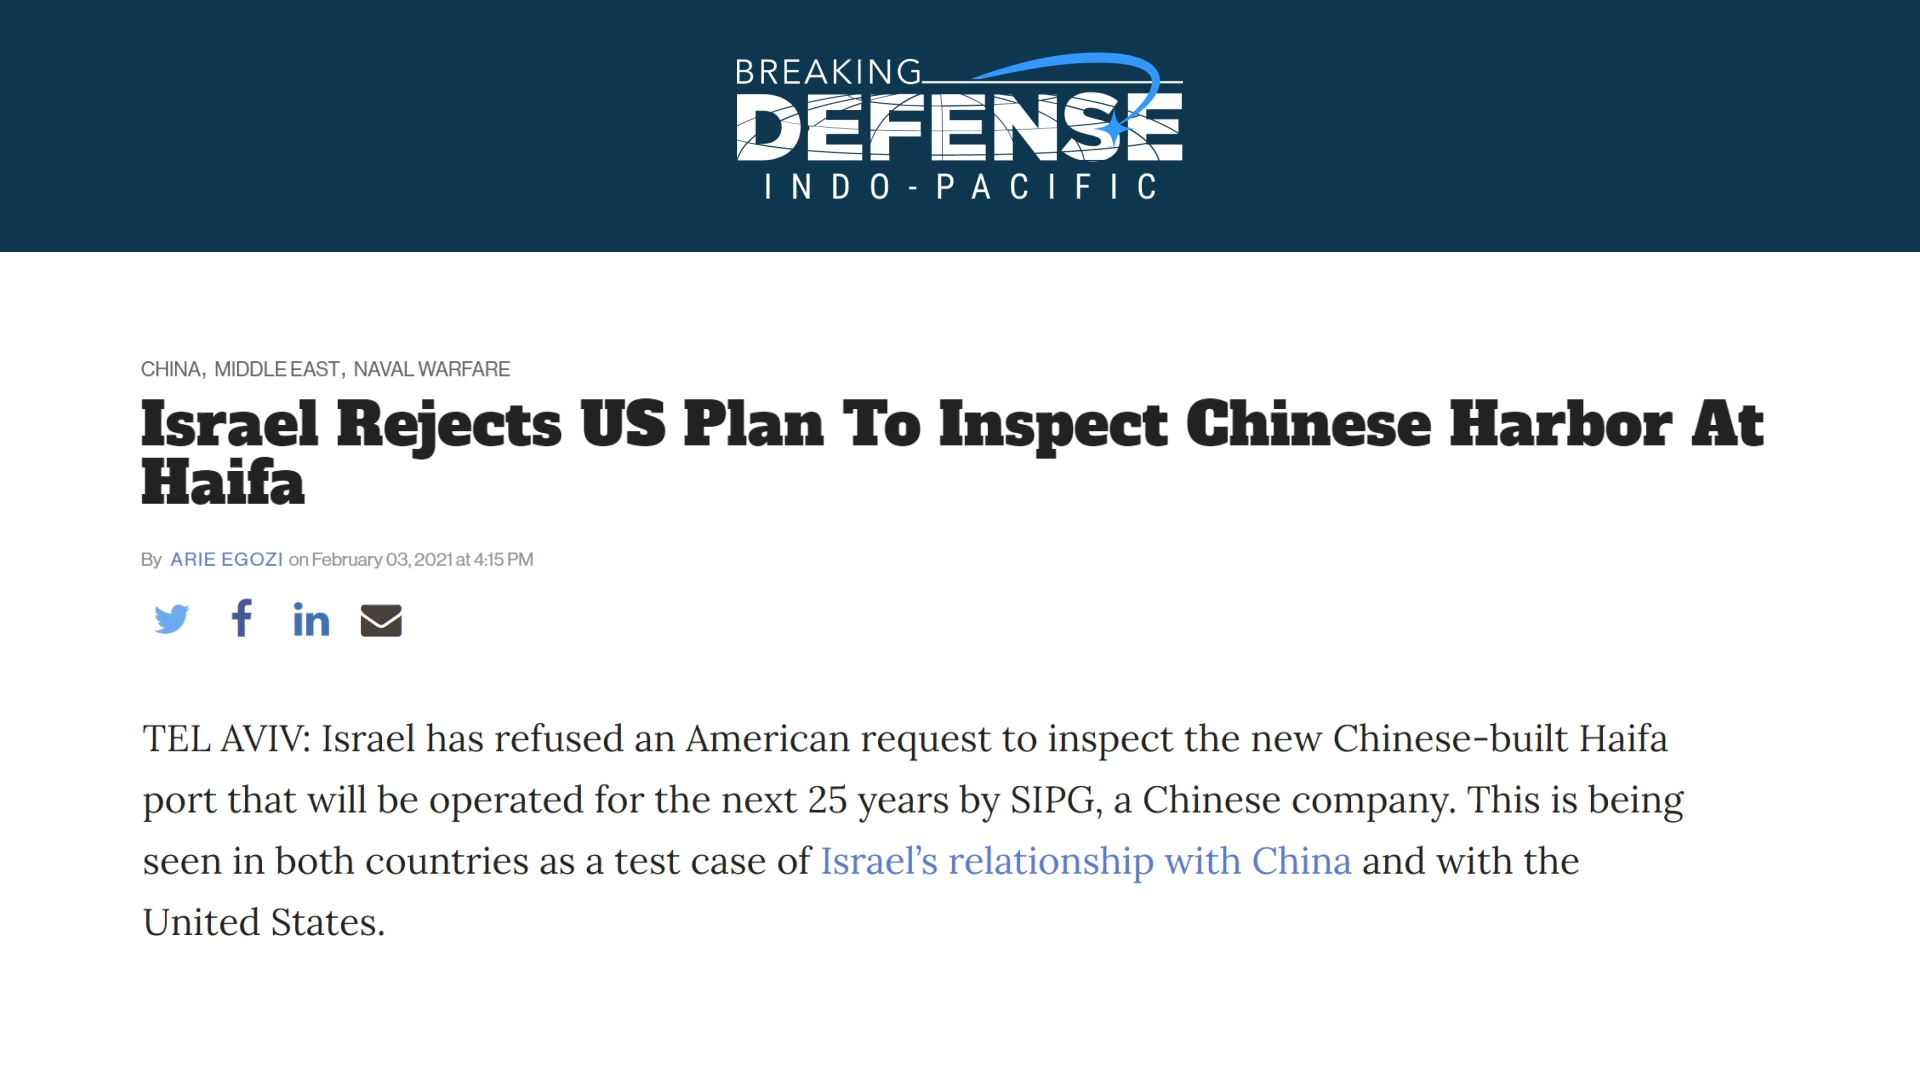 BREAKING
DEFENSE
INDO-PACIFIC
CHINA, MIDDLE EAST, NAVAL WARFARE
Israel Rejects US Plan To Inspect Chinese Harbor At
Haifa
By ARIE EGOZI on February 03, 2021 at 4:15 PM
TEL AVIV: Israel has refused an American request to inspect the new Chinese-built Haifa
port that will be operated for the next 25 years by SIPG, a Chinese company. This is being
seen in both countries as a test case of Israel’s relationship with China and with the
United States.